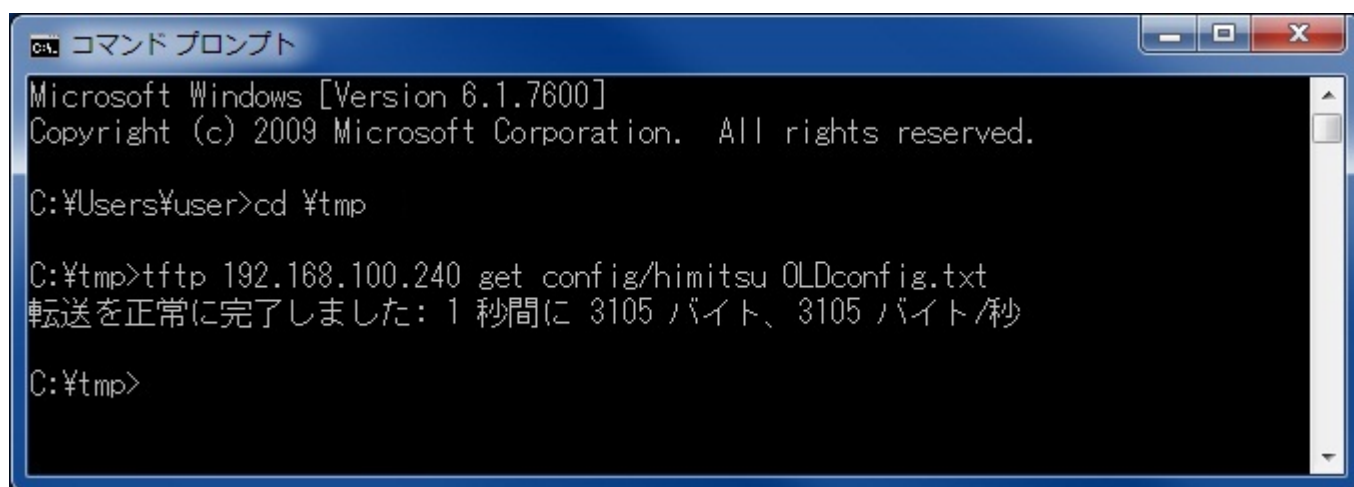 コマンド プロンプト
Microsoft Windows [Version 6.1.7600]
Copyright (c) 2009 Microsoft Corporation.  All rights reserved.
C:¥Users¥user>cd ¥tmp
C:¥tmp>tftp 192.168.100.240 get config/himitsu OLDconfig.txt
転送を正常に完了しました: 1 秒間に 3105 バイト、3105 バイト/秒
C:¥tmp>